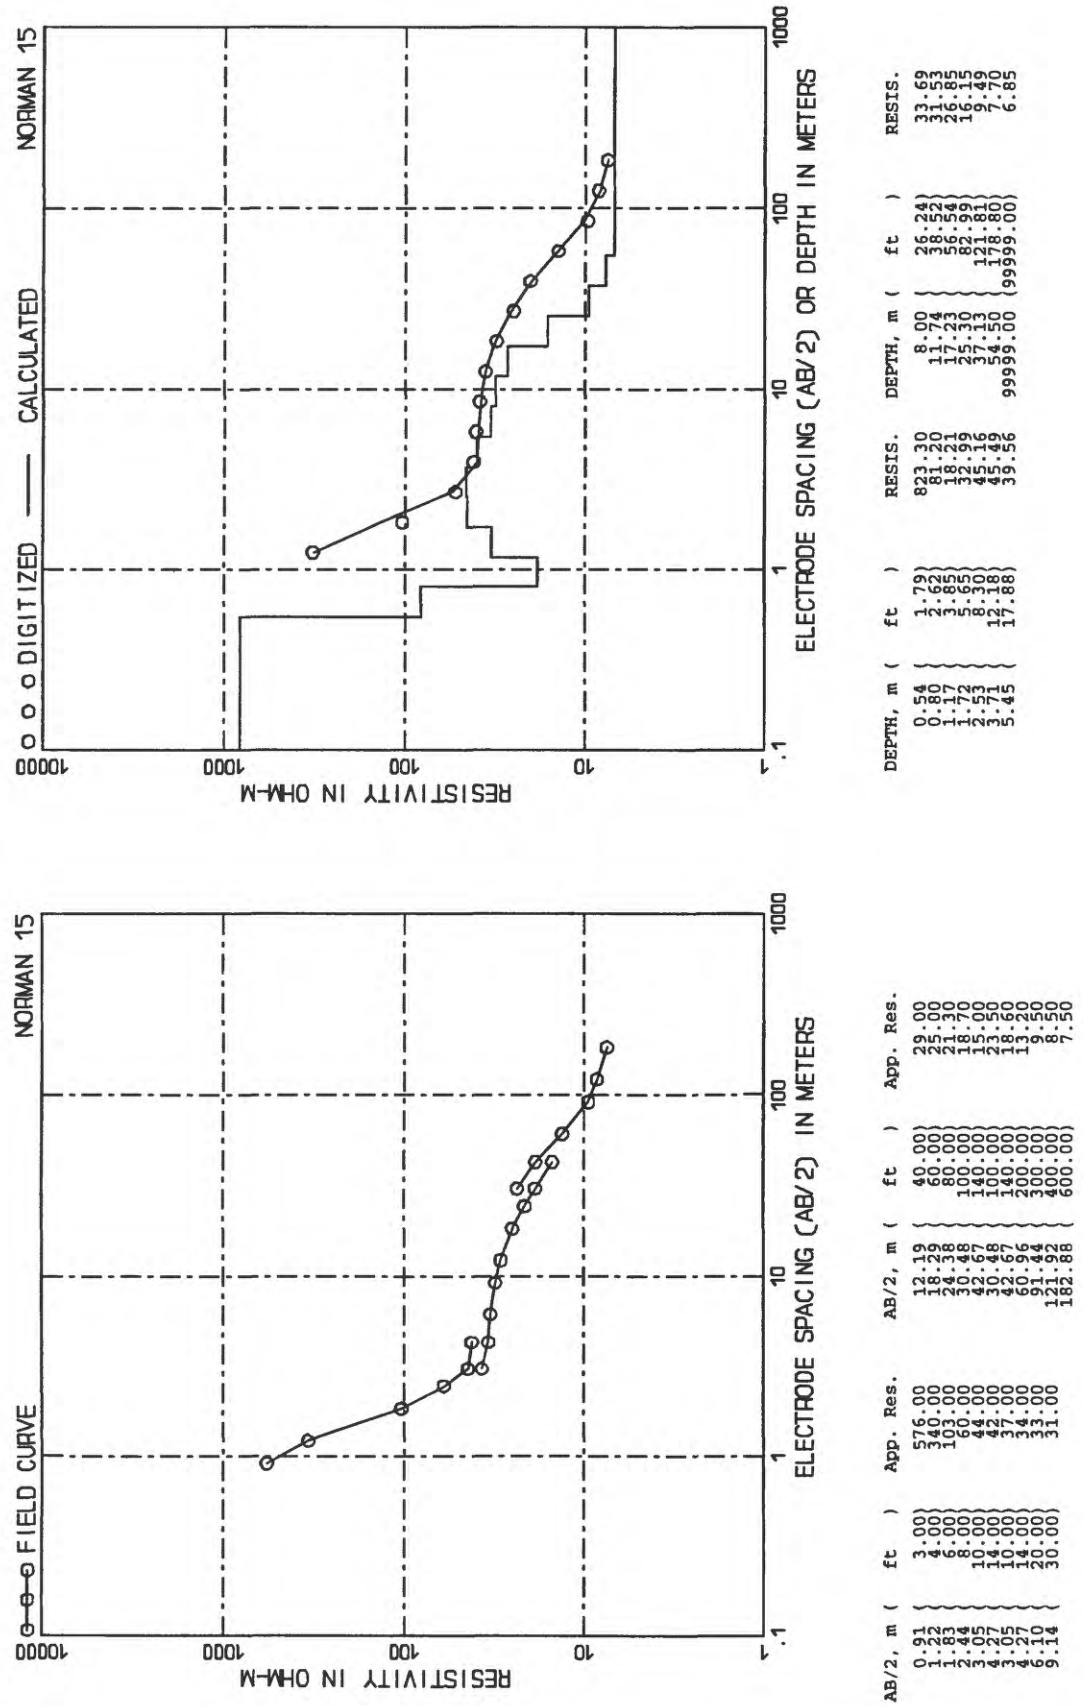 FIELD CURVE NORMAN 15
10000
1000
100
10
1
RESISTIVITY IN OHM-M
.1 1 10 100 1000
ELECTRODE SPACING (AB/2) IN METERS
AB/2, m ( ft ) App. Res. AB/2, m ( ft ) App. Res.
0.91 ( 3.00) 576.00 12.19 ( 40.00) 29.00
1.22 ( 4.00) 340.00 18.29 ( 60.00) 25.00
1.83 ( 6.00) 103.00 24.38 ( 80.00) 21.30
2.44 ( 8.00) 60.00 30.48 ( 100.00) 18.70
3.05 ( 10.00) 44.00 42.67 ( 140.00) 15.00
4.27 ( 14.00) 42.00 30.48 ( 100.00) 23.50
3.05 ( 10.00) 37.00 42.67 ( 140.00) 18.60
4.27 ( 14.00) 34.00 60.96 ( 200.00) 13.20
6.10 ( 20.00) 33.00 91.44 ( 300.00) 9.50
9.14 ( 30.00) 31.00 121.92 ( 400.00) 8.50
182.88 ( 600.00) 7.50
o o o DIGITIZED —— CALCULATED NORMAN 15
10000
1000
100
10
1
RESISTIVITY IN OHM-M
.1 1 10 100 1000
ELECTRODE SPACING (AB/2) OR DEPTH IN METERS
DEPTH, m ( ft ) RESIS. DEPTH, m ( ft ) RESIS.
0.54 ( 1.79) 823.30 8.00 ( 26.24) 33.69
0.80 ( 2.62) 81.20 11.74 ( 38.52) 31.53
1.17 ( 3.85) 18.21 17.23 ( 56.54) 26.85
1.72 ( 5.65) 32.99 25.30 ( 82.99) 16.15
2.53 ( 8.30) 45.16 37.13 ( 121.81) 9.49
3.71 ( 12.18) 45.49 54.50 ( 178.80) 7.70
5.45 ( 17.88) 39.56 99999.00 (99999.00) 6.85